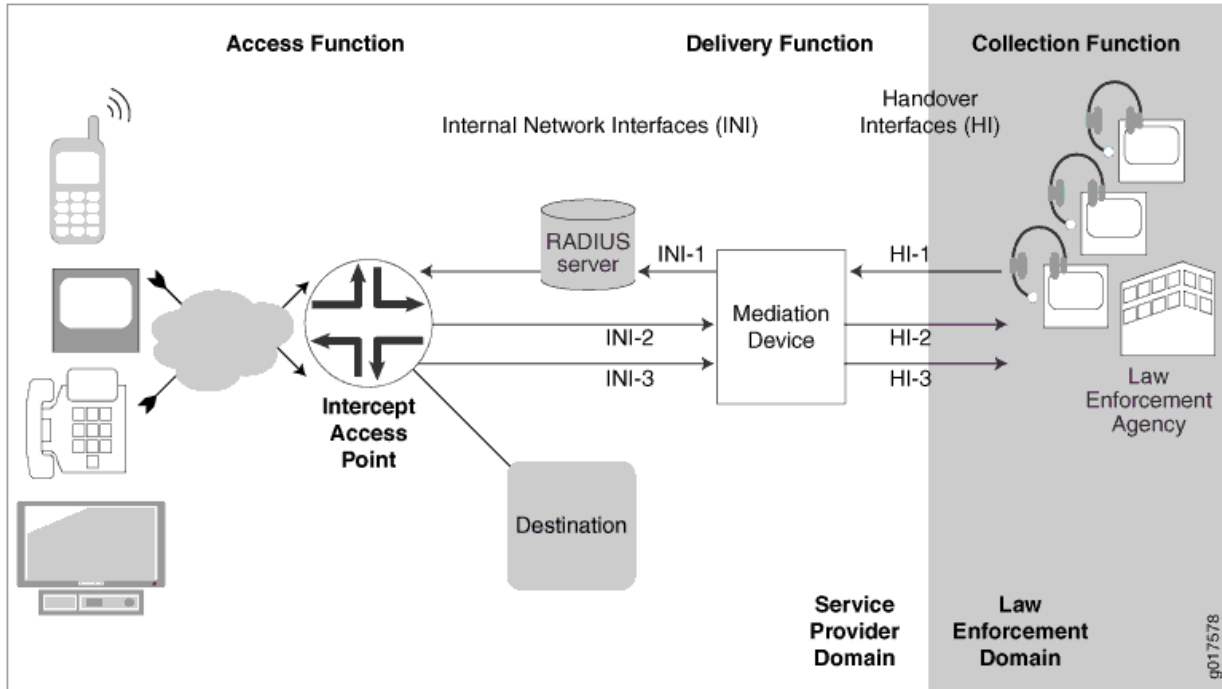 Access Function
Delivery Function
Collection Function
Internal Network Interfaces (INI)
Handover
Interfaces (HI)
RADIUS
server
INI-1
HI-1
Mediation
Device
INI-2
HI-2
INI-3
HI-3
Intercept
Access
Point
Law
Enforcement
Agency
Destination
Service
Provider
Domain
Law
Enforcement
Domain
g017578